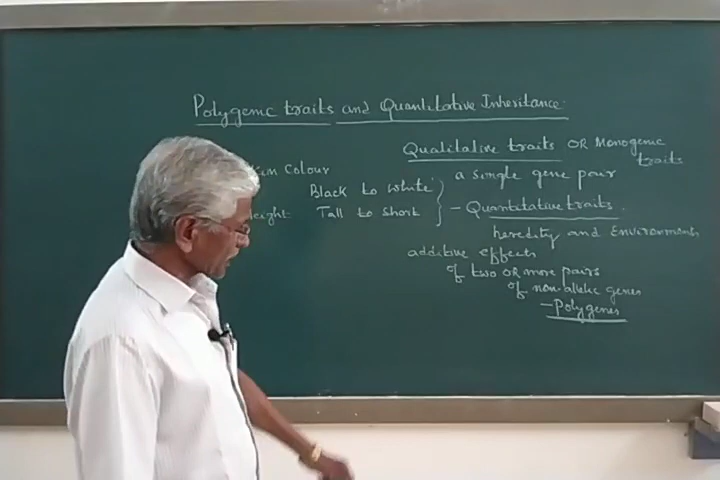 Polygenic traits and Quantitative Inheritance
Qualitative traits OR Monogenic traits
a single gene pair
Colour
Black to White
Tall to Short
- Quantitative traits.
heredity and Environment
additive effects
of two OR more pairs
of non-allelic genes
- Polygenes